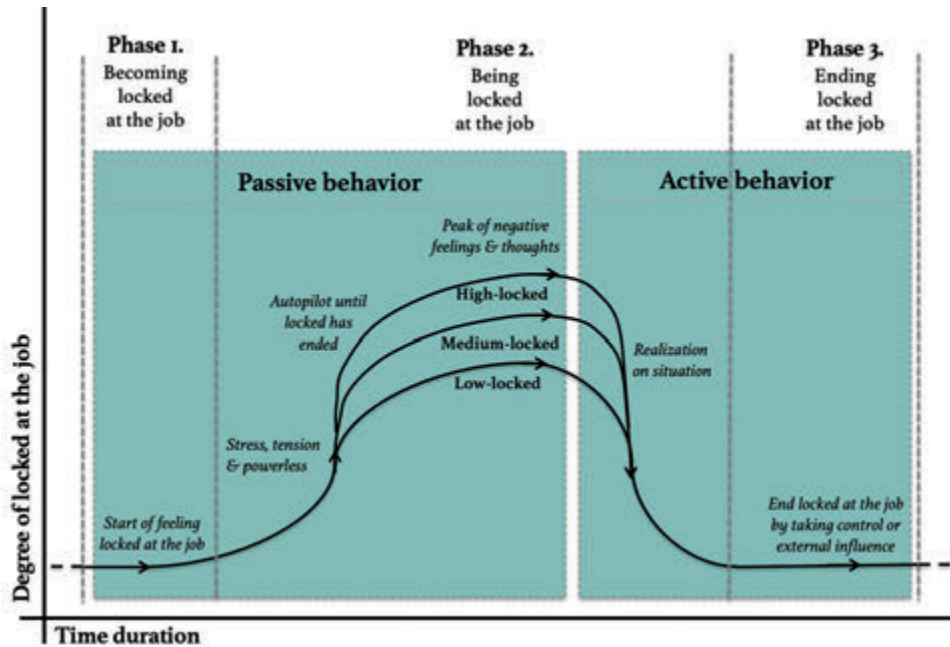 Phase 1.
Becoming
locked
at the job
Phase 2.
Being
locked
at the job
Phase 3.
Ending
locked
at the job
Passive behavior
Active behavior
Peak of negative
feelings & thoughts
High-locked
Autopilot until
locked has
ended
Medium-locked
Low-locked
Realization
on situation
Stress, tension
& powerless
Start of feeling
locked at the job
End locked at the job
by taking control or
external influence
Degree of locked at the job
Time duration